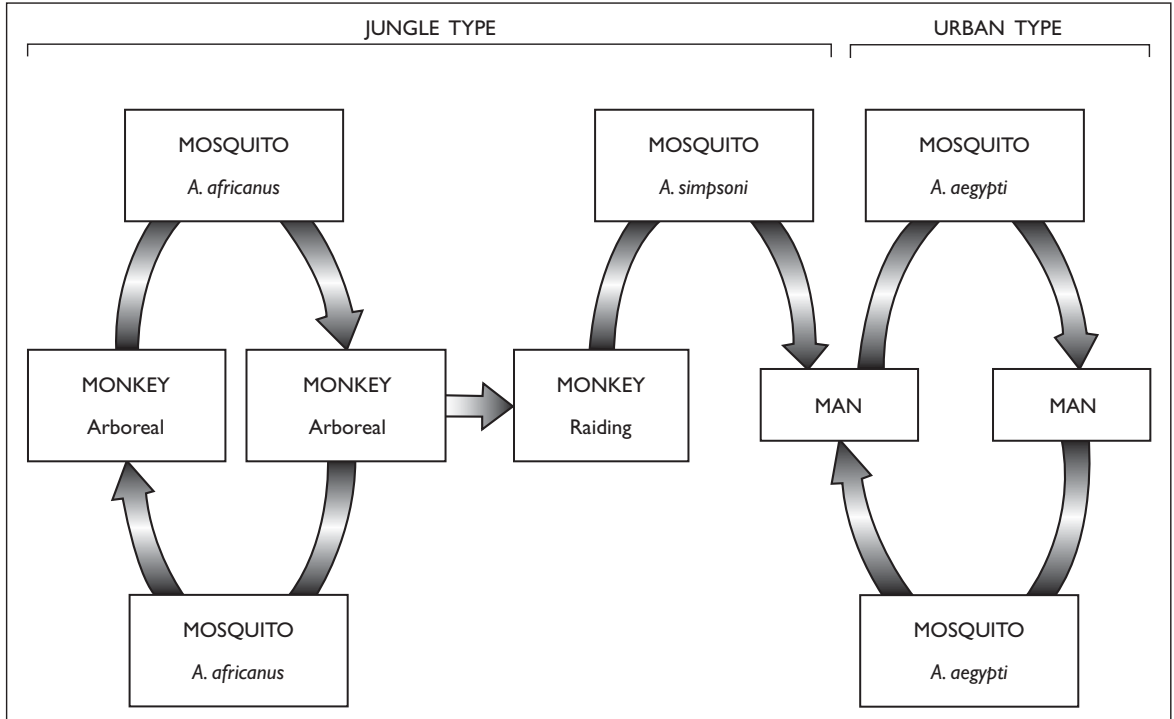 JUNGLE TYPE
URBAN TYPE
MOSQUITO
A. africanus
MOSQUITO
A. simpsoni
MOSQUITO
A. aegypti
MONKEY
Arboreal
MONKEY
Arboreal
MONKEY
Raiding
MAN
MAN
MOSQUITO
A. africanus
MOSQUITO
A. aegypti